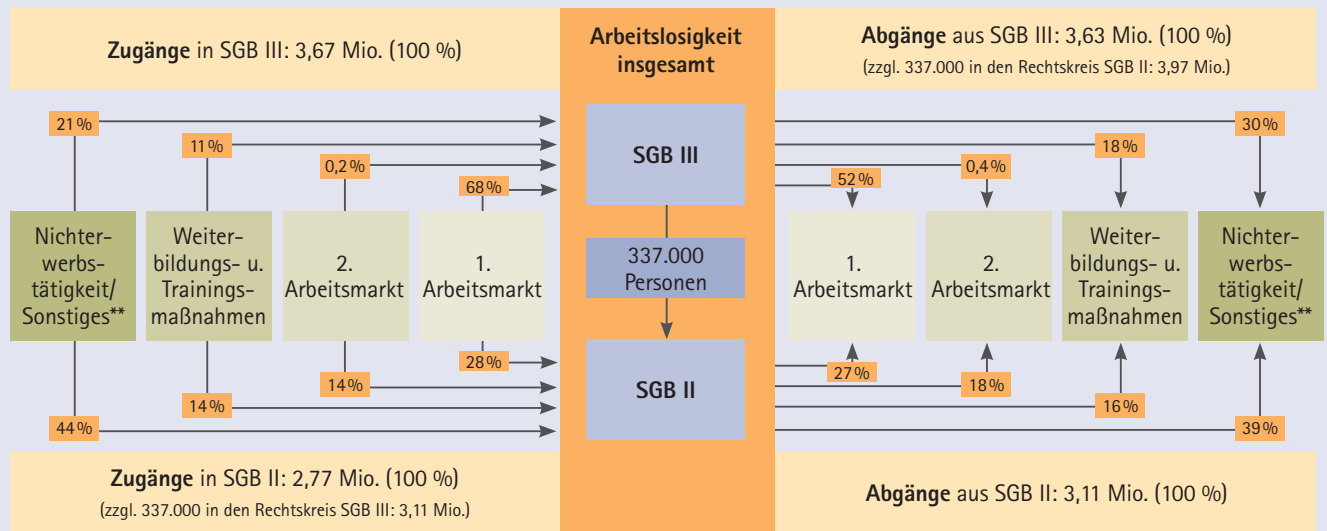 Zugänge in SGB III: 3,67 Mio. (100 %)
Arbeitslosigkeit
insgesamt
Abgänge aus SGB III: 3,63 Mio. (100 %)
(zzgl. 337.000 in den Rechtskreis SGB II: 3,97 Mio.)
21 %
11 %
0,2 %
68 %
SGB III
30 %
18 %
0,4 %
52 %
Nichter-
werbs-
tätigkeit/
Sonstiges**
Weiter-
bildungs- u.
Trainings-
maßnahmen
2.
Arbeitsmarkt
1.
Arbeitsmarkt
337.000
Personen
1.
Arbeitsmarkt
2.
Arbeitsmarkt
Weiter-
bildungs- u.
Trainings-
maßnahmen
Nichter-
werbs-
tätigkeit/
Sonstiges**
28 %
14 %
14 %
44 %
SGB II
27 %
18 %
16 %
39 %
Zugänge in SGB II: 2,77 Mio. (100 %)
(zzgl. 337.000 in den Rechtskreis SGB III: 3,11 Mio.)
Abgänge aus SGB II: 3,11 Mio. (100 %)